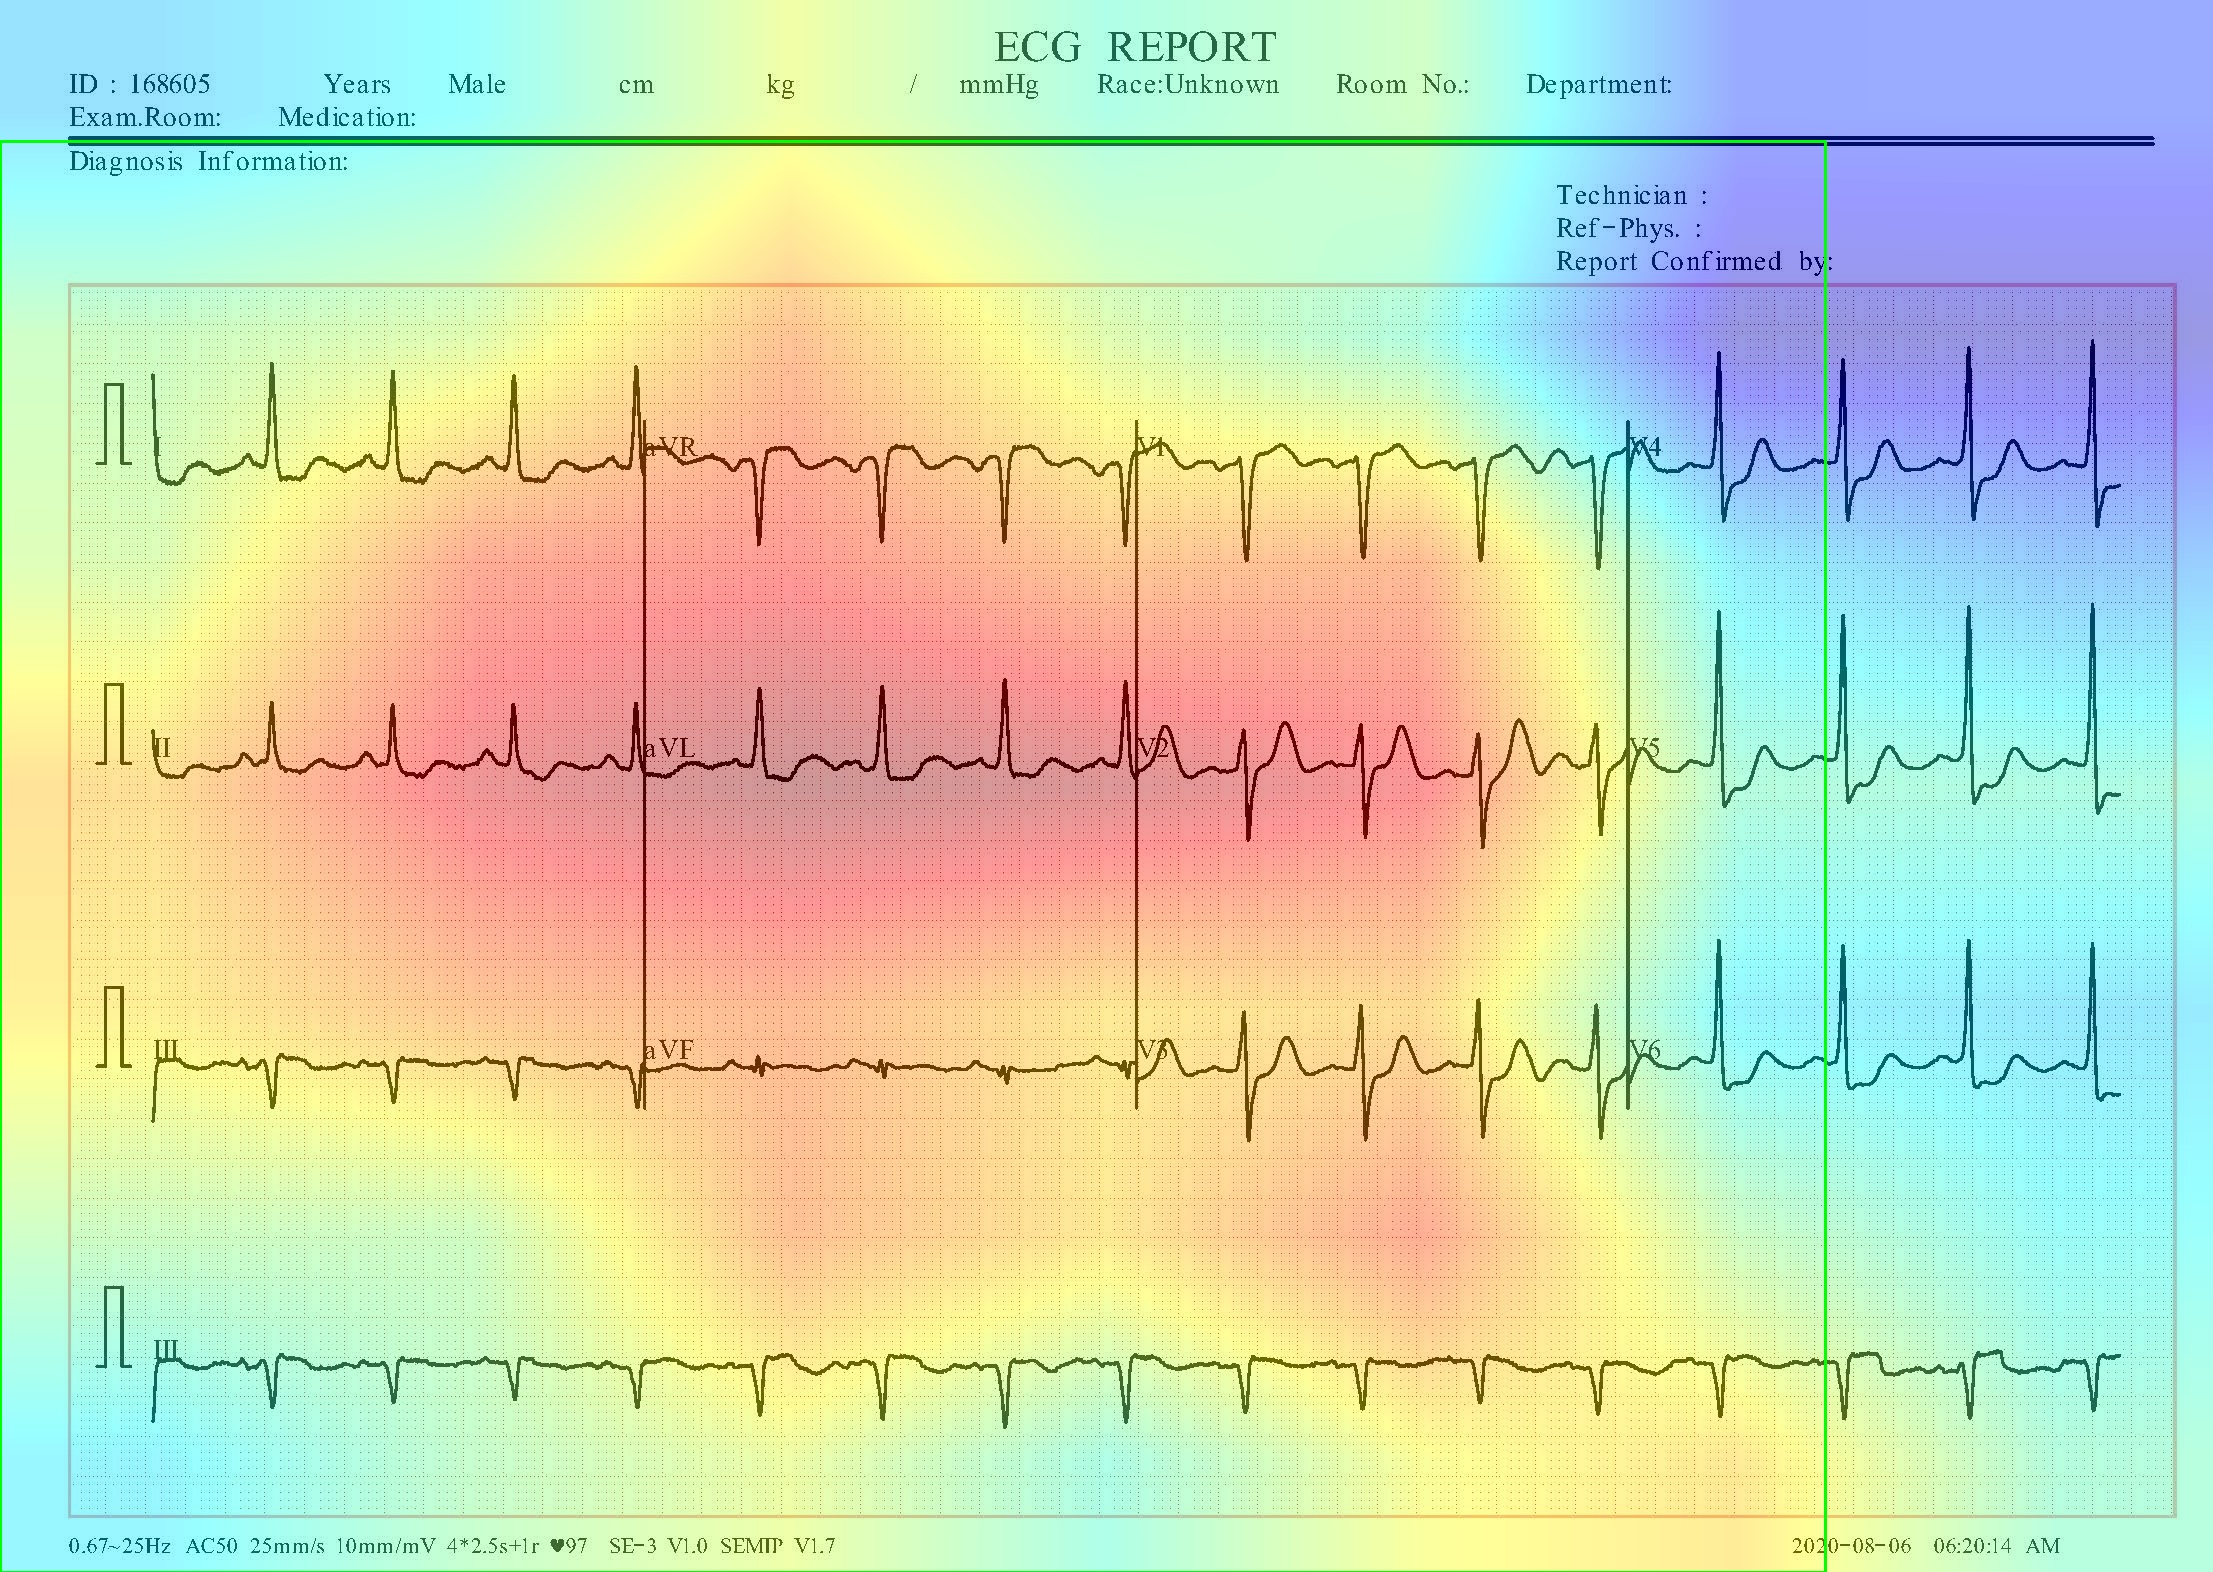 ECG REPORT
ID : 168605 Years Male cm kg / mmHg Race:Unknown Room No.: Department:
Exam.Room: Medication:
Diagnosis Information:
Technician :
Ref-Phys. :
Report Confirmed by:
I aVR V1 V4
II aVL V2 V5
III aVF V3 V6
III
0.67~25Hz AC50 25mm/s 10mm/mV 4*2.5s+1r ♥97 SE-3 V1.0 SEMIP V1.7 2020-08-06 06:20:14 AM